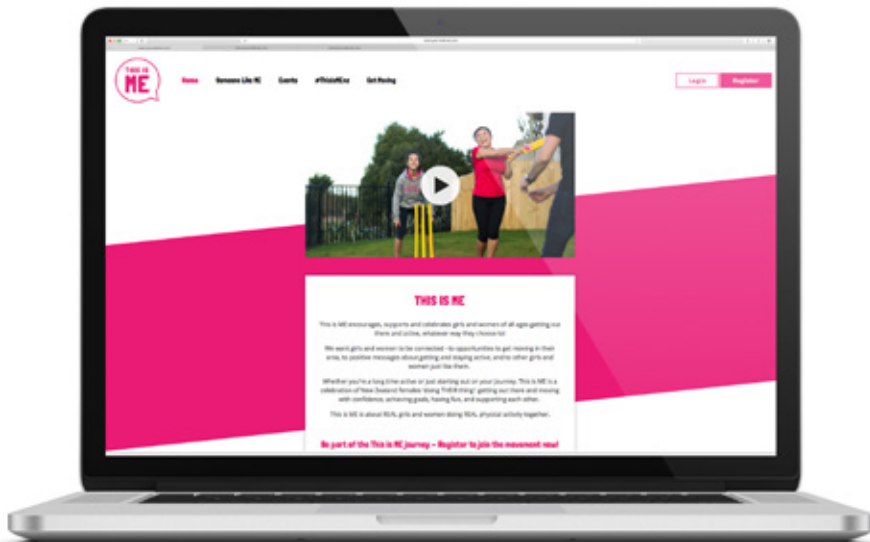 THIS IS
ME
Home Someone Like ME Events #ThisisMEnz Get Moving
Login Register
THIS IS ME
This is ME encourages, supports and celebrates girls and women of all ages getting out
there and active, whatever way they choose to!
We want girls and women to be connected - to opportunities to get moving in their
area, to positive messages about getting and staying active, and to other girls and
women just like them.
Whether you're a long time active or just starting out on your journey, This is ME is a
celebration of New Zealand females 'doing THEIR thing': getting out there and moving
with confidence, achieving goals, having fun, and supporting each other.
This is ME is about REAL girls and women doing REAL physical activity together.
Be part of the This is ME journey – Register to join the movement now!